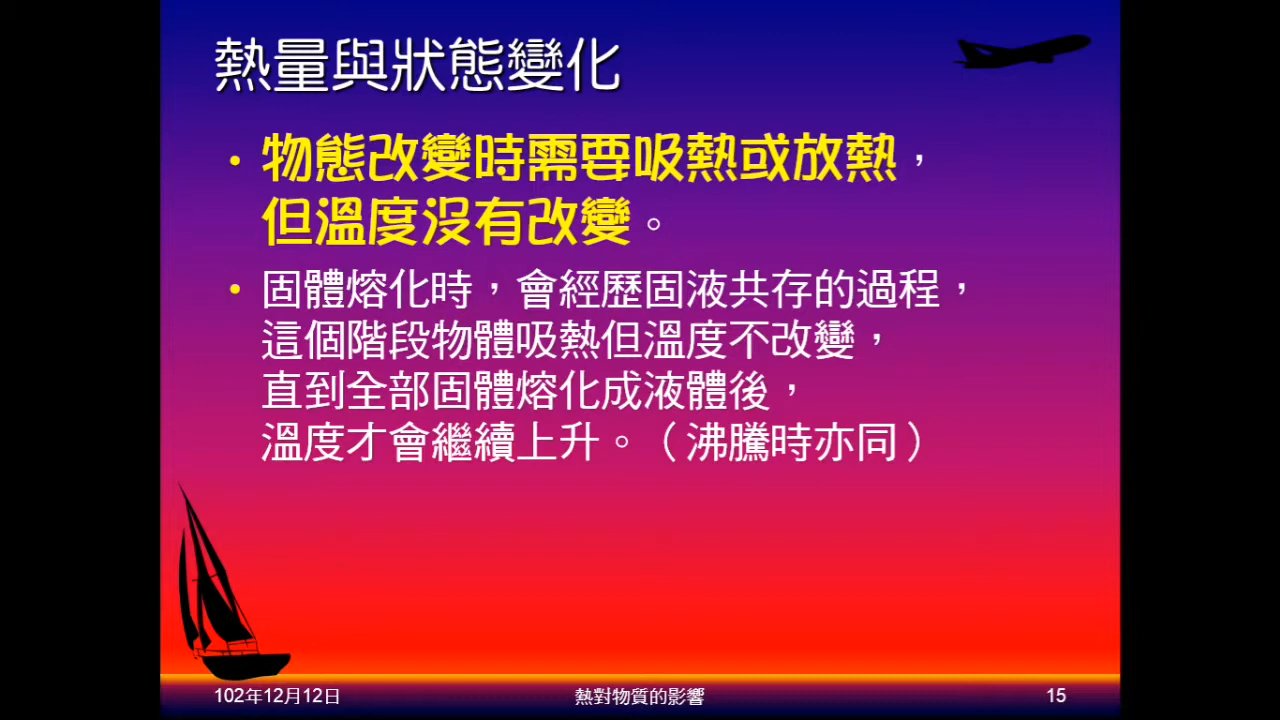 熱量與狀態變化
• 物態改變時需要吸熱或放熱，
但溫度沒有改變。
• 固體熔化時，會經歷固液共存的過程，
這個階段物體吸熱但溫度不改變，
直到全部固體熔化成液體後，
溫度才會繼續上升。（沸騰時亦同）
102年12月12日
熱對物質的影響
15